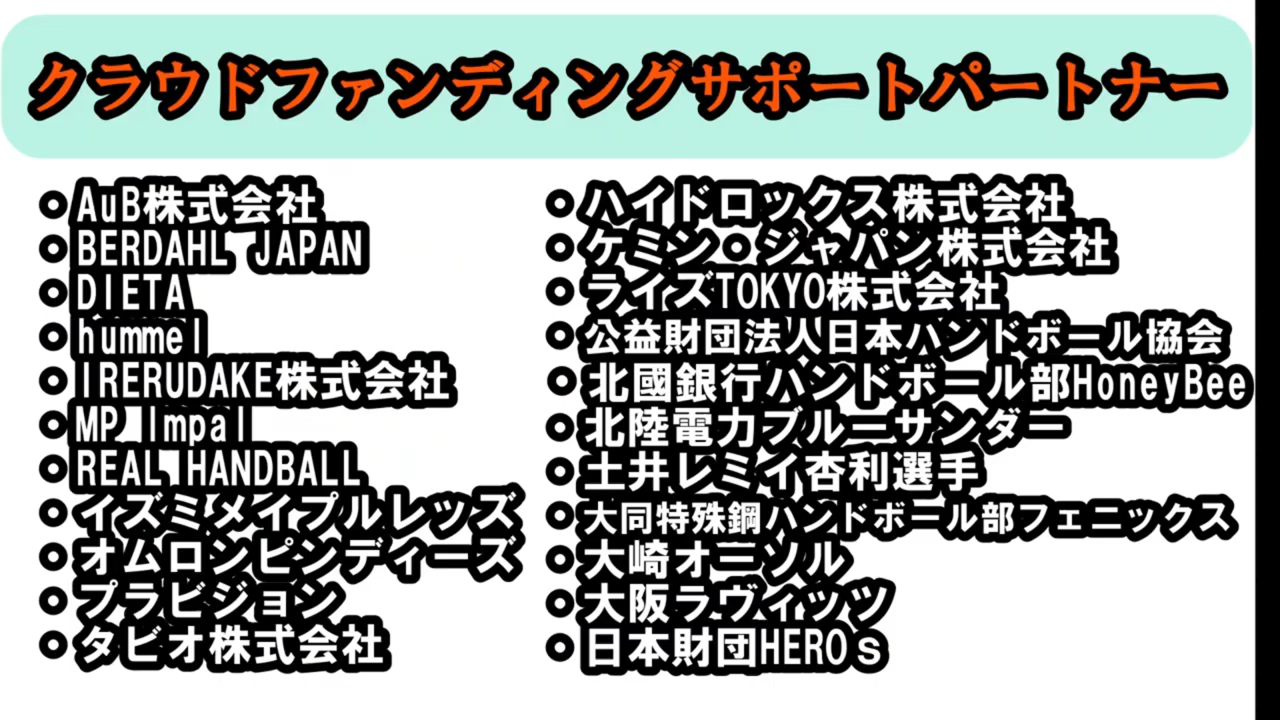 クラウドファンディングサポートパートナー
・AuB株式会社
・BERDAHL JAPAN
・DIETA
・hummel
・IRERUDAKE株式会社
・MP Impal
・REAL HANDBALL
・イズミメイプルレッズ
・オムロンピンディーズ
・プラビジョン
・タビオ株式会社
・ハイドロックス株式会社
・ケミン・ジャパン株式会社
・ライズTOKYO株式会社
・公益財団法人日本ハンドボール協会
・北國銀行ハンドボール部HoneyBee
・北陸電力ブルーサンダー
・土井レミイ杏利選手
・大同特殊鋼ハンドボール部フェニックス
・大崎オーソル
・大阪ラヴィッツ
・日本財団HEROs